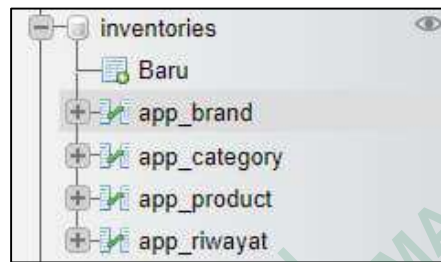 inventories
Baru
app_brand
app_category
app_product
app_riwayat